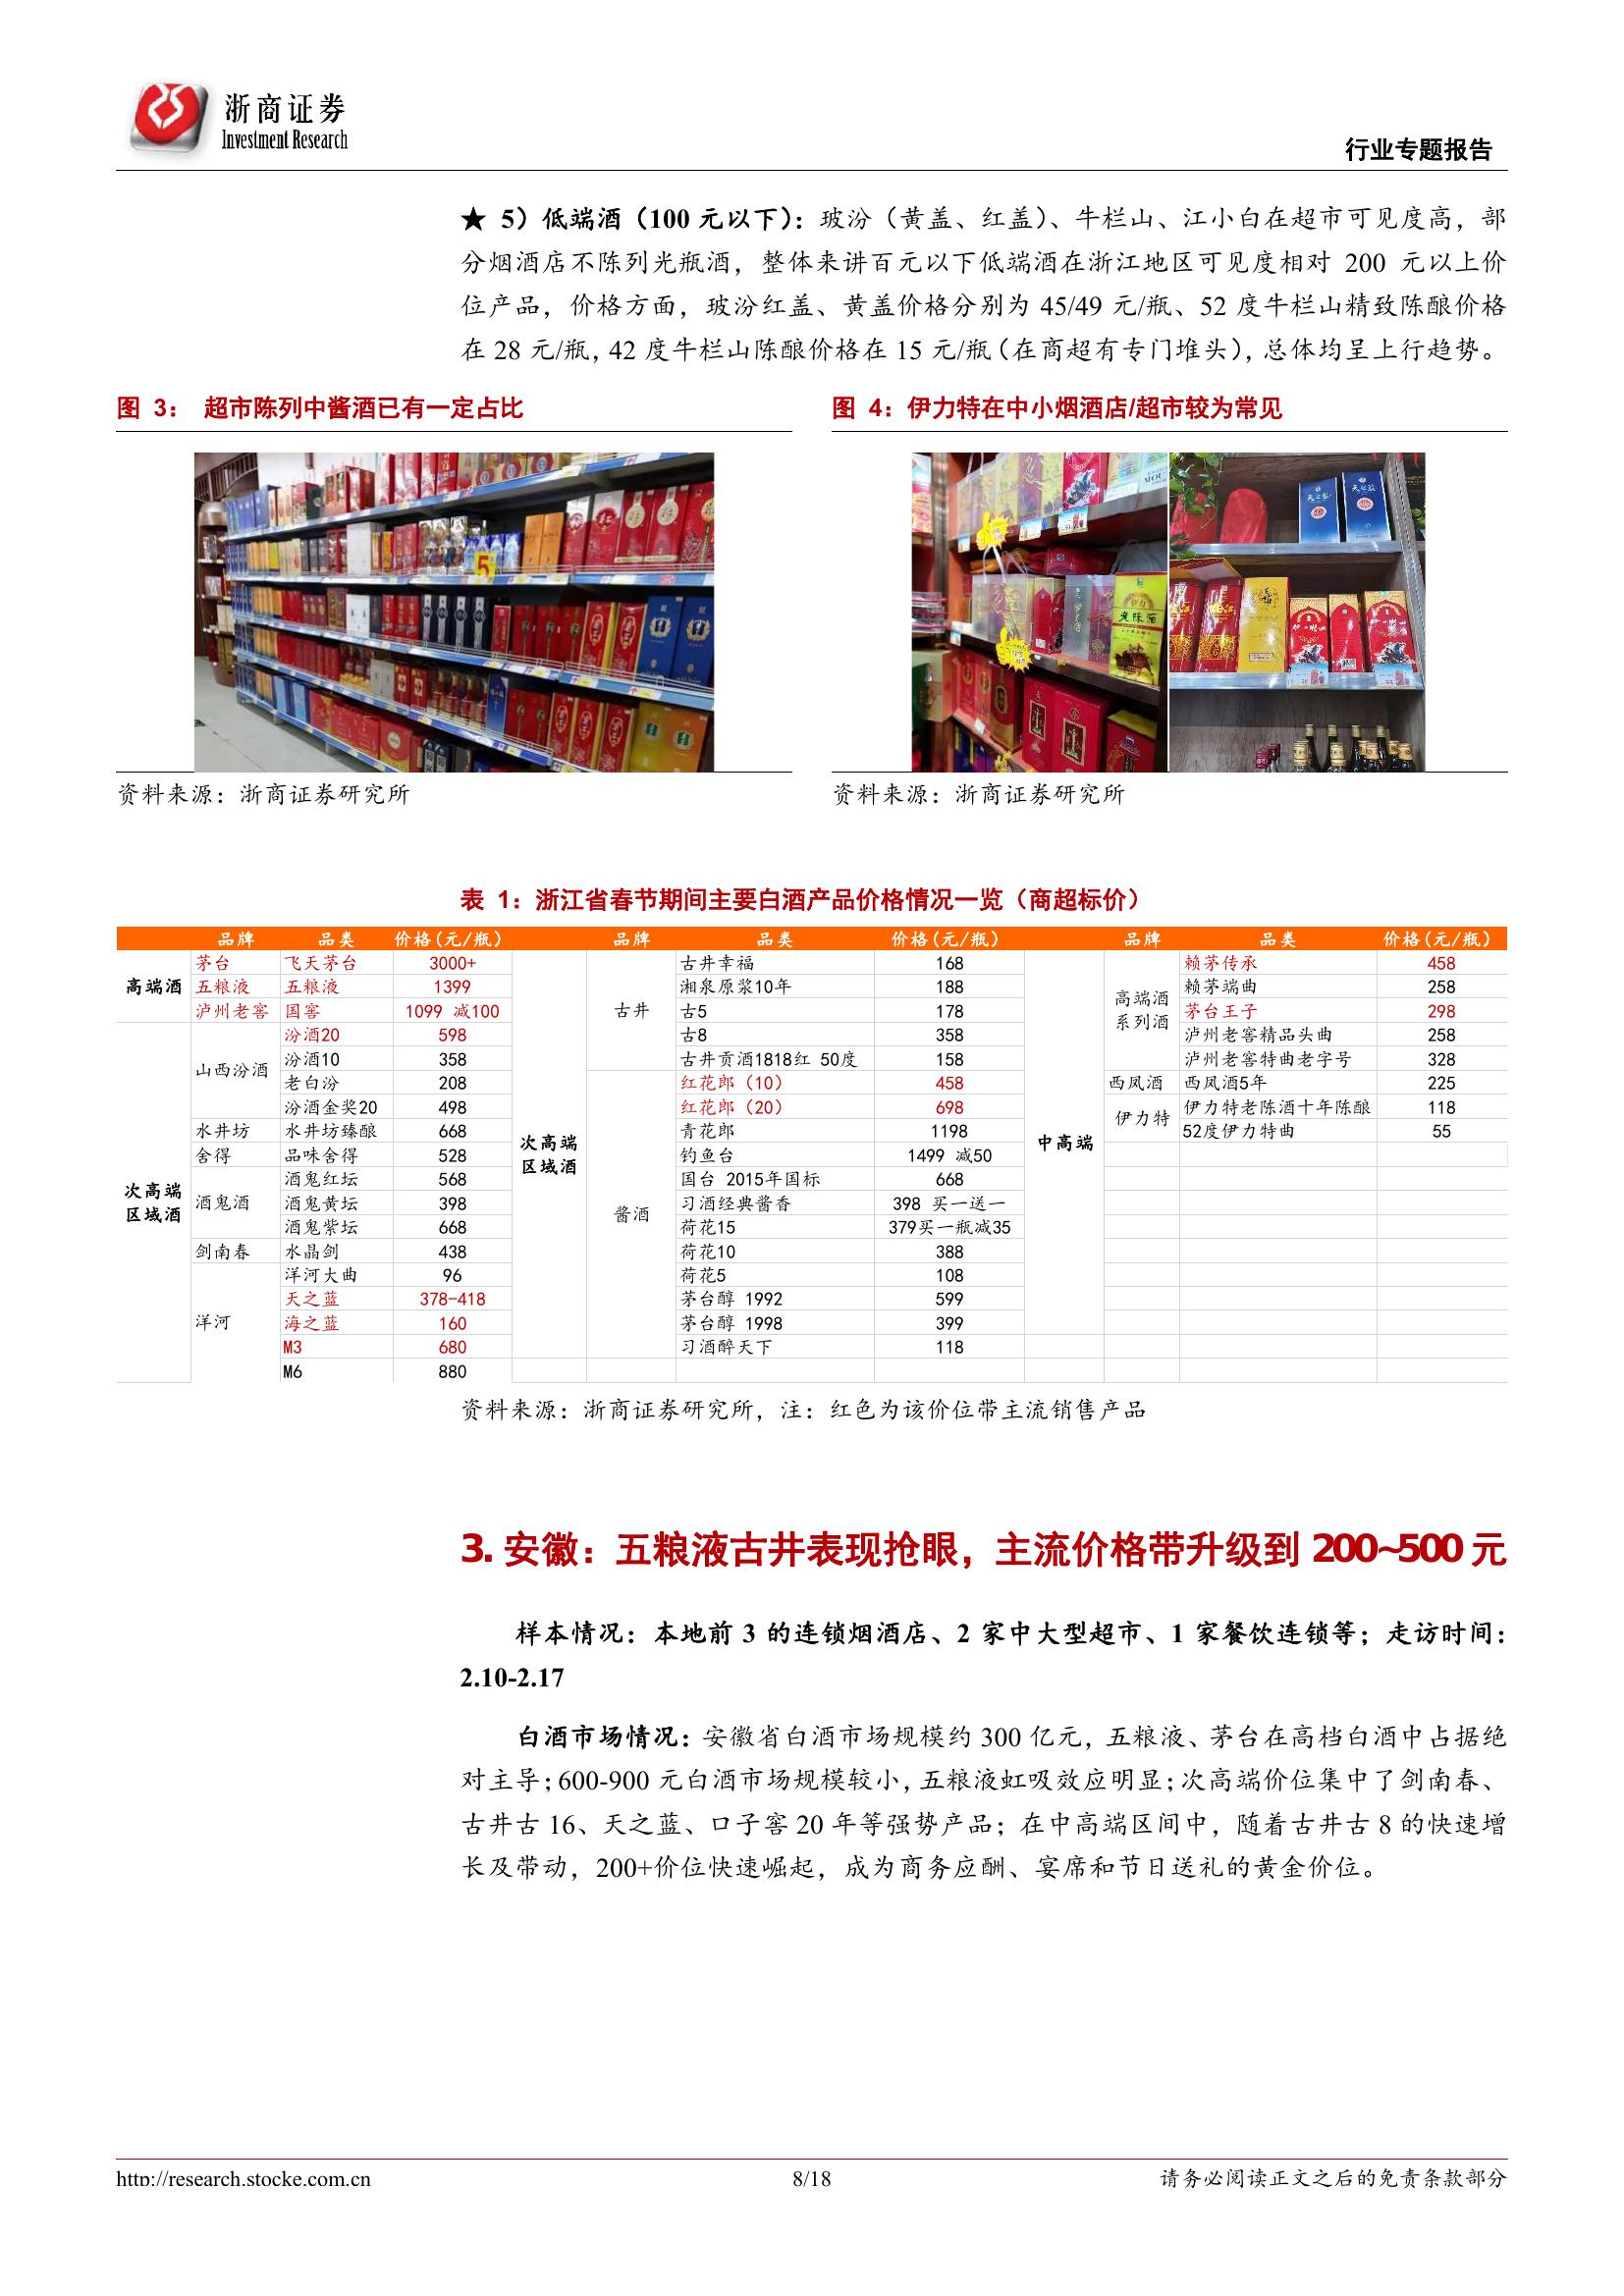 浙商证券
Investment Research
行业专题报告
★ 5）低端酒（100 元以下）：玻汾（黄盖、红盖）、牛栏山、江小白在超市可见度高，部
分烟酒店不陈列光瓶酒，整体来讲百元以下低端酒在浙江地区可见度相对 200 元以上价
位产品，价格方面，玻汾红盖、黄盖价格分别为 45/49 元/瓶、52 度牛栏山精致陈酿价格
在 28 元/瓶，42 度牛栏山陈酿价格在 15 元/瓶（在商超有专门堆头），总体均呈上行趋势。
图 3： 超市陈列中酱酒已有一定占比
图 4：伊力特在中小烟酒店/超市较为常见
5
伊力
老陈酒
资料来源：浙商证券研究所
资料来源：浙商证券研究所
表 1：浙江省春节期间主要白酒产品价格情况一览（商超标价）
品牌 品类 价格(元/瓶) 品牌 品类 价格(元/瓶) 品牌 品类 价格(元/瓶)
高端酒 茅台 飞天茅台 3000+ 次高端区域酒 古井 古井幸福 168 中高端 高端酒系列酒 赖茅传承 458
五粮液 五粮液 1399 湘泉原浆10年 188 赖茅端曲 258
泸州老窖 国窖 1099 减100 古5 178 茅台王子 298
次高端区域酒 山西汾酒 汾酒20 598 古8 358 泸州老窖精品头曲 258
汾酒10 358 古井贡酒1818红 50度 158 泸州老窖特曲老字号 328
老白汾 208 酱酒 红花郎（10） 458 西凤酒 西凤酒5年 225
汾酒金奖20 498 红花郎（20） 698 伊力特 伊力特老陈酒十年陈酿 118
水井坊 水井坊臻酿 668 青花郎 1198 52度伊力特曲 55
舍得 品味舍得 528 钓鱼台 1499 减50
酒鬼酒 酒鬼红坛 568 国台 2015年国标 668
酒鬼黄坛 398 习酒经典酱香 398 买一送一
酒鬼紫坛 668 荷花15 379买一瓶减35
剑南春 水晶剑 438 荷花10 388
洋河 洋河大曲 96 荷花5 108
天之蓝 378-418 茅台醇 1992 599
海之蓝 160 茅台醇 1998 399
M3 680 习酒醉天下 118
M6 880
资料来源：浙商证券研究所，注：红色为该价位带主流销售产品
3. 安徽：五粮液古井表现抢眼，主流价格带升级到 200~500 元
样本情况：本地前 3 的连锁烟酒店、2 家中大型超市、1 家餐饮连锁等；走访时间：
2.10-2.17
白酒市场情况：安徽省白酒市场规模约 300 亿元，五粮液、茅台在高档白酒中占据绝
对主导；600-900 元白酒市场规模较小，五粮液虹吸效应明显；次高端价位集中了剑南春、
古井古 16、天之蓝、口子窖 20 年等强势产品；在中高端区间中，随着古井古 8 的快速增
长及带动，200+价位快速崛起，成为商务应酬、宴席和节日送礼的黄金价位。
http://research.stocke.com.cn
8/18
请务必阅读正文之后的免责条款部分